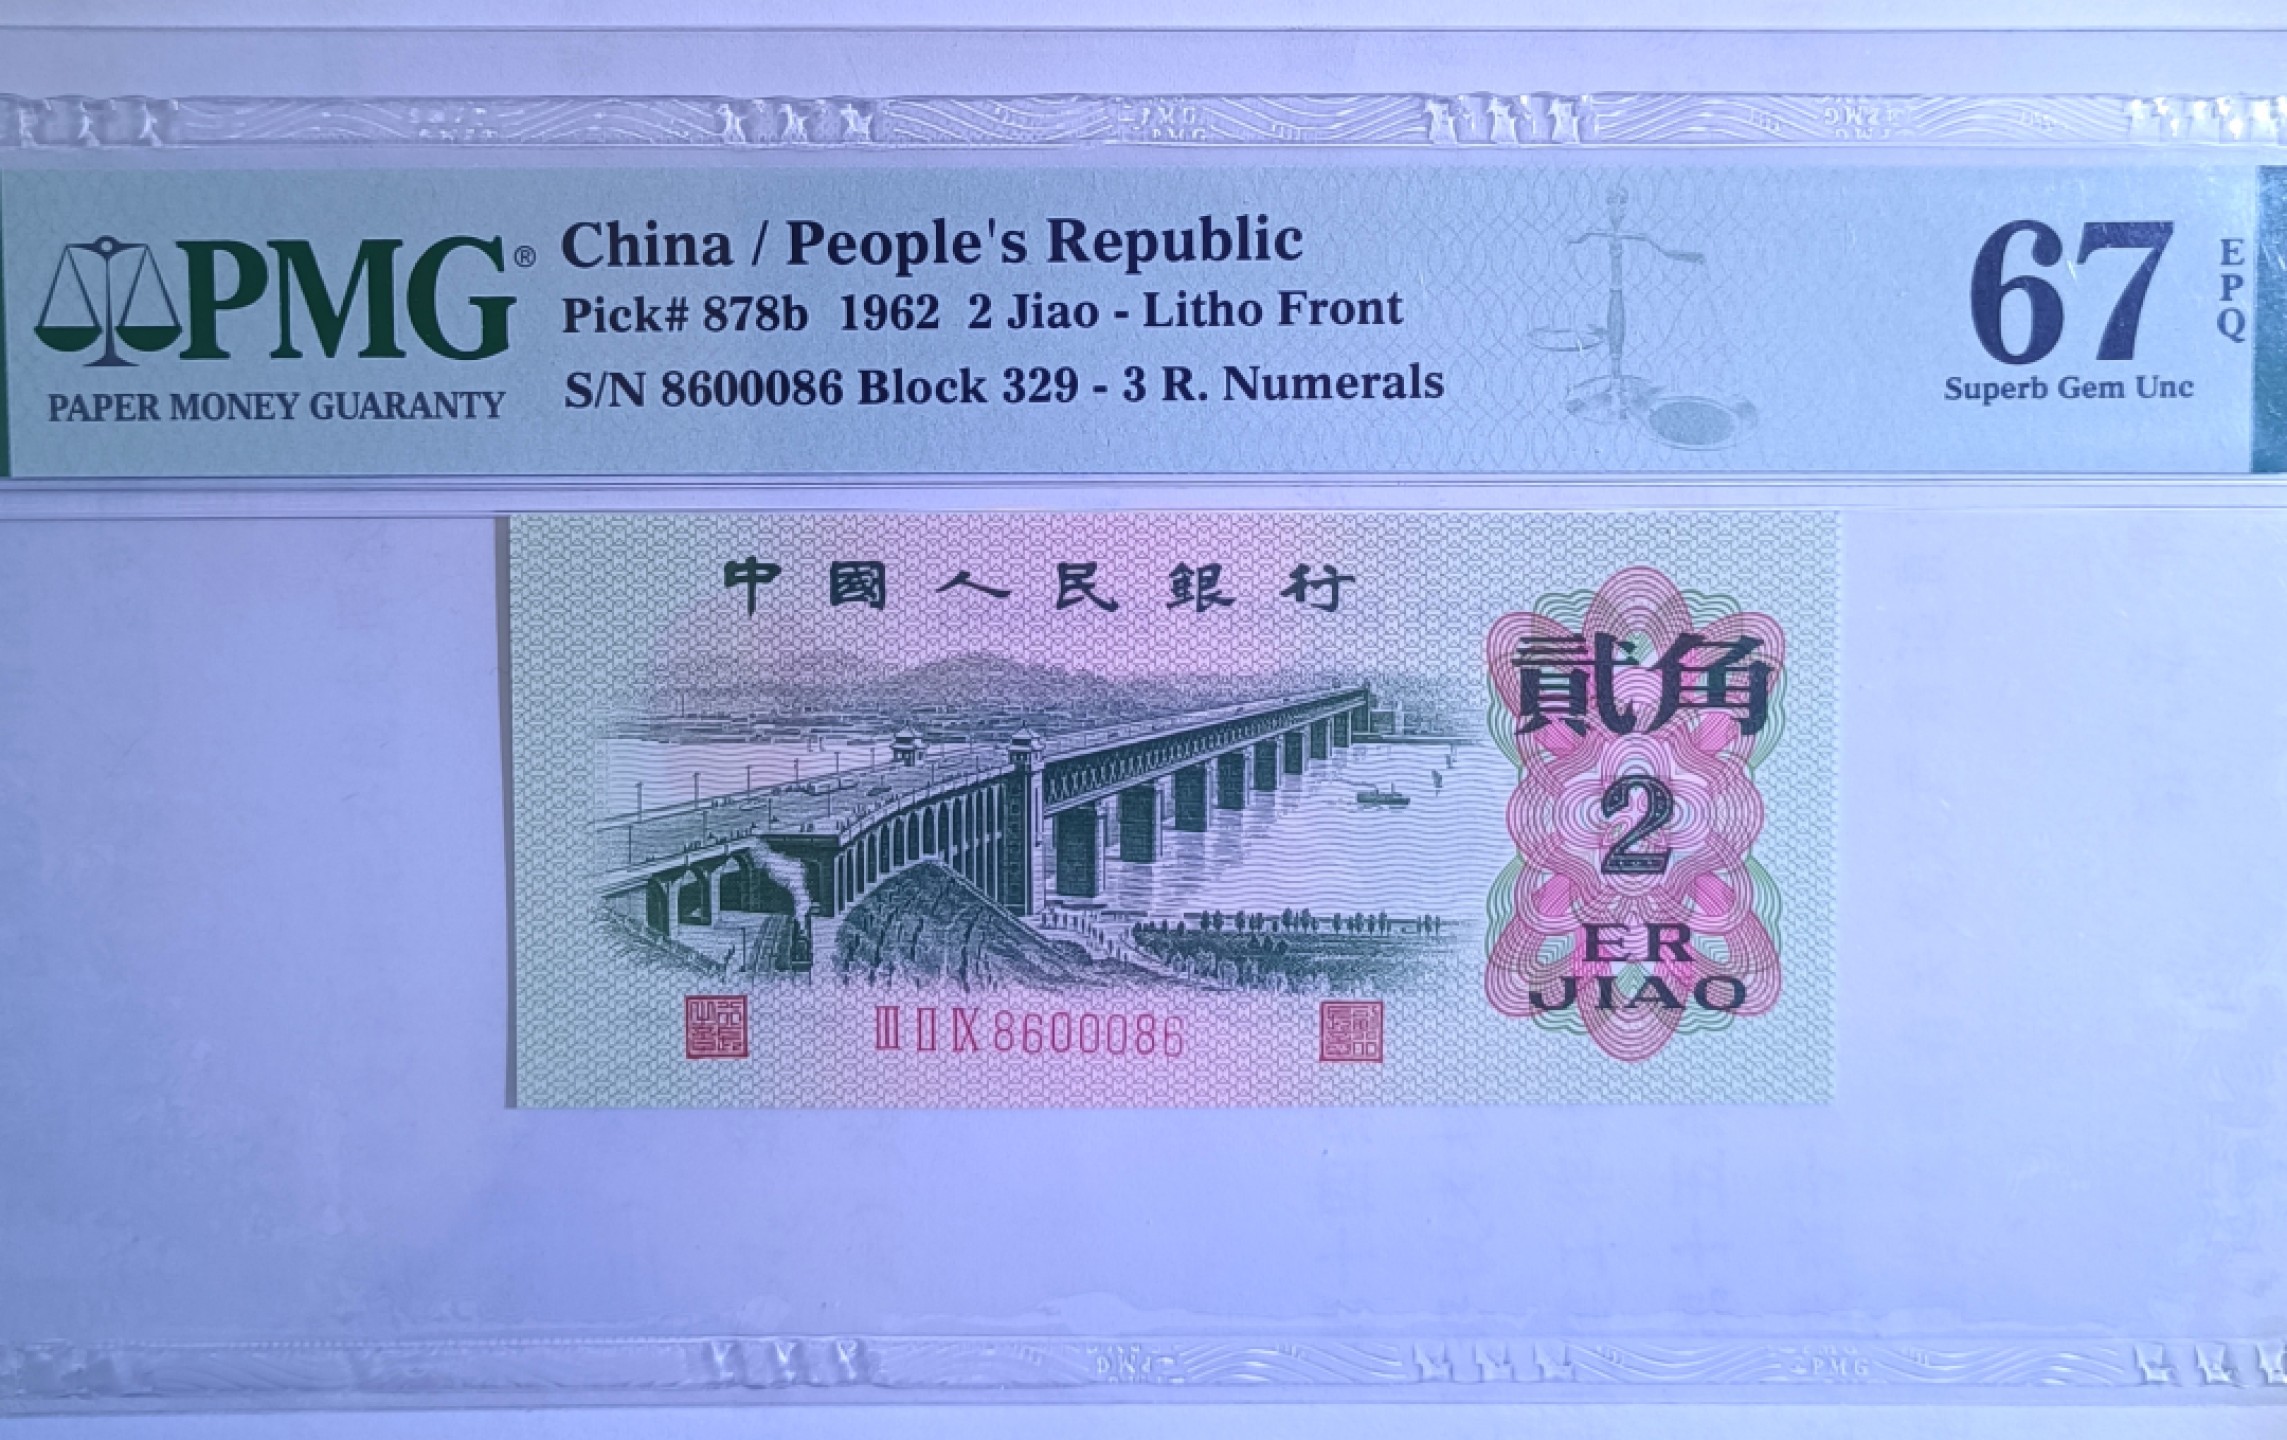 PMG®
PAPER MONEY GUARANTY
China / People's Republic
Pick# 878b 1962 2 Jiao - Litho Front
S/N 8600086 Block 329 - 3 R. Numerals
67
EPQ
Superb Gem Unc
中國人民銀行
貳角
2
ER
JIAO
III II IX 8600086